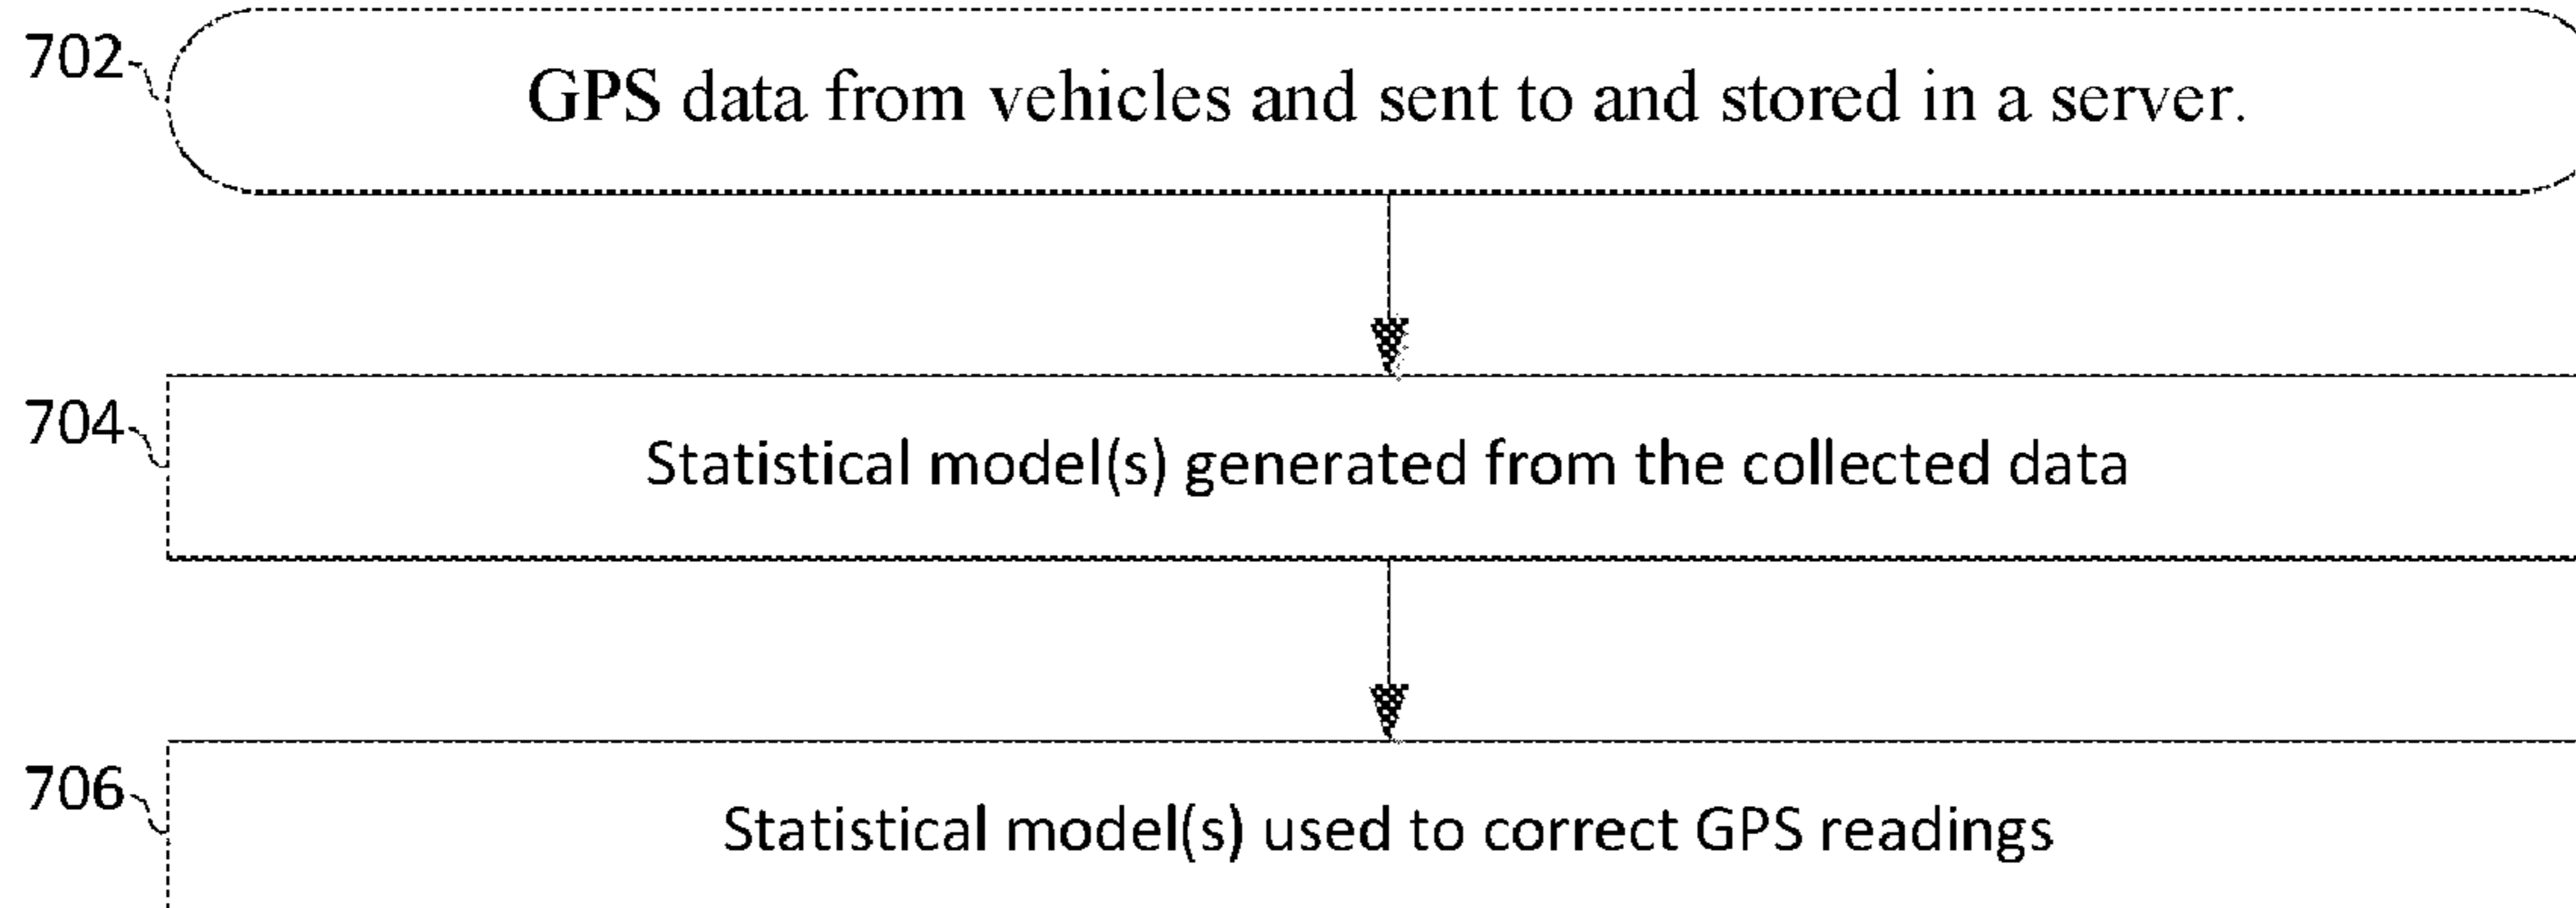 702
GPS data from vehicles and sent to and stored in a server.
704
Statistical model(s) generated from the collected data
706
Statistical model(s) used to correct GPS readings